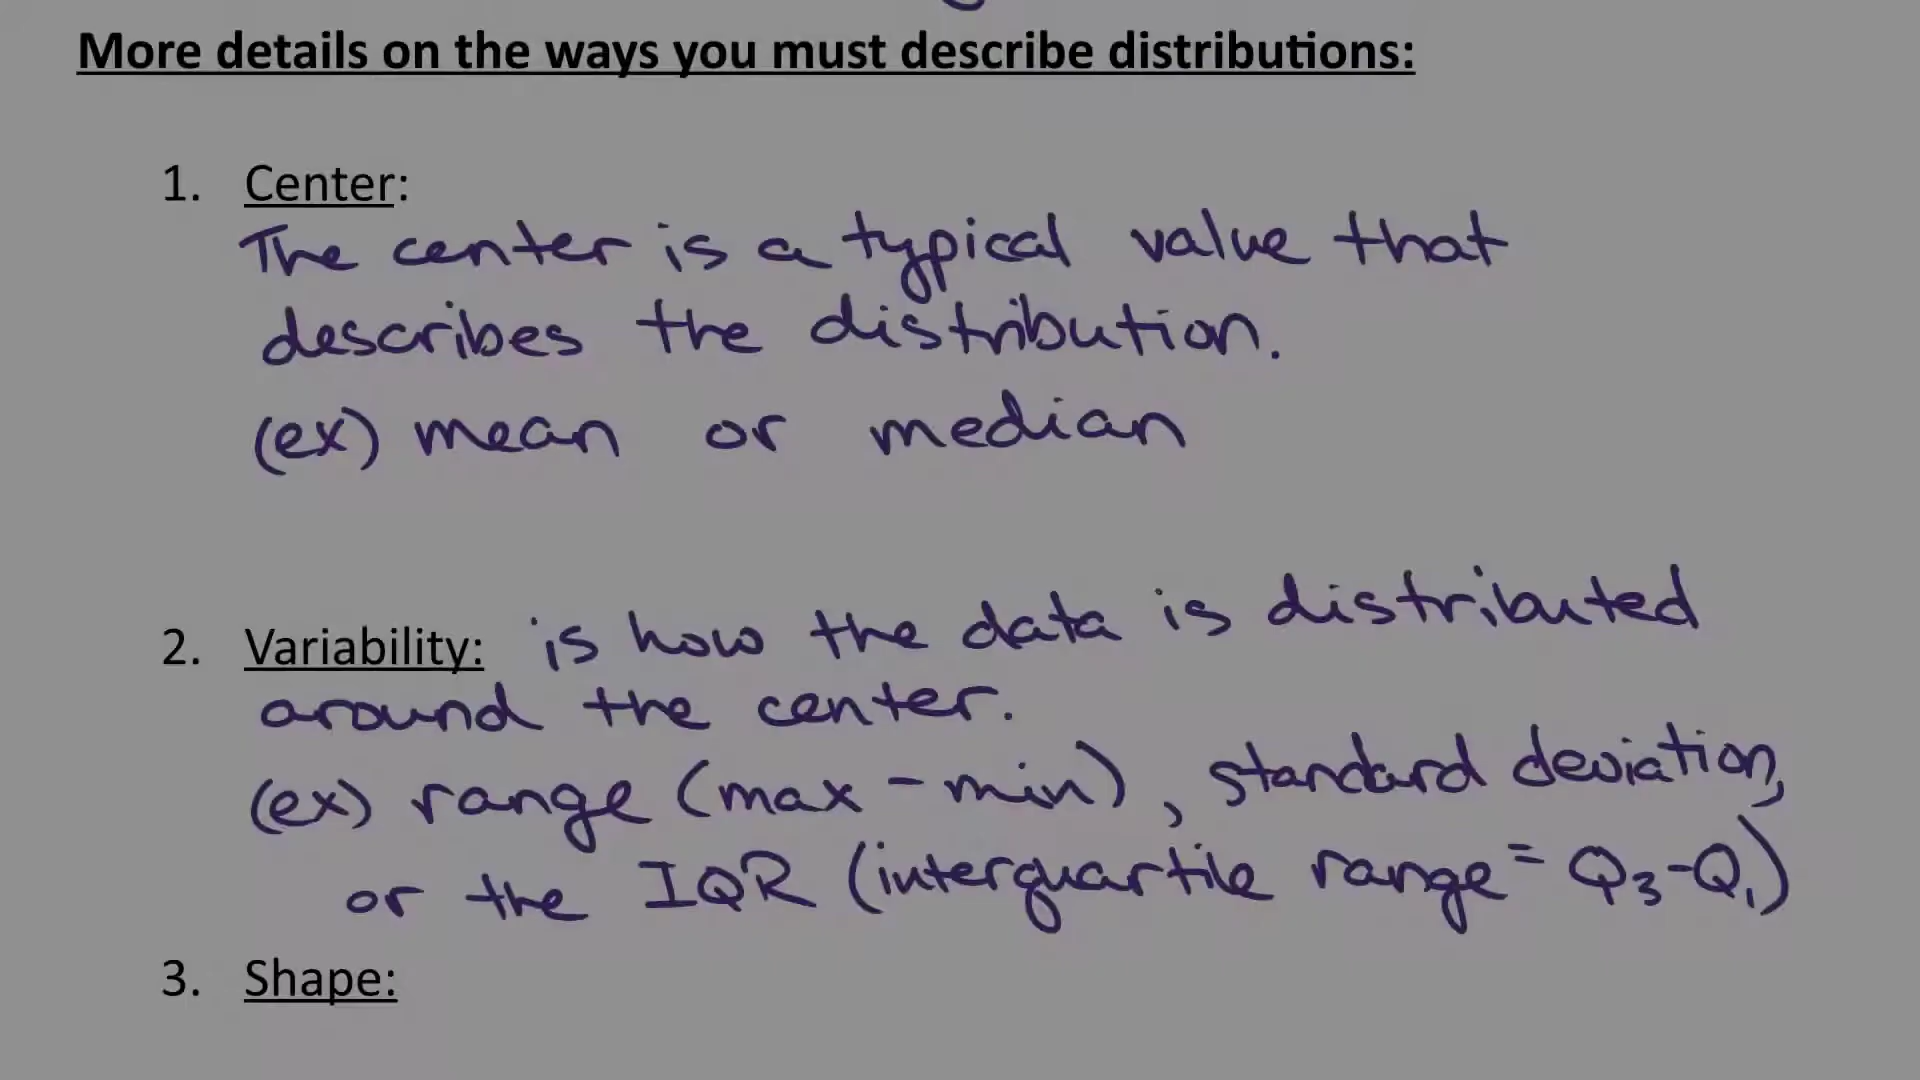 More details on the ways you must describe distributions:
1. Center:
The center is a typical value that
describes the distribution.
(ex) mean or median
2. Variability: is how the data is distributed
around the center.
(ex) range (max - min), standard deviation,
or the IQR (interquartile range = Q3-Q1)
3. Shape: